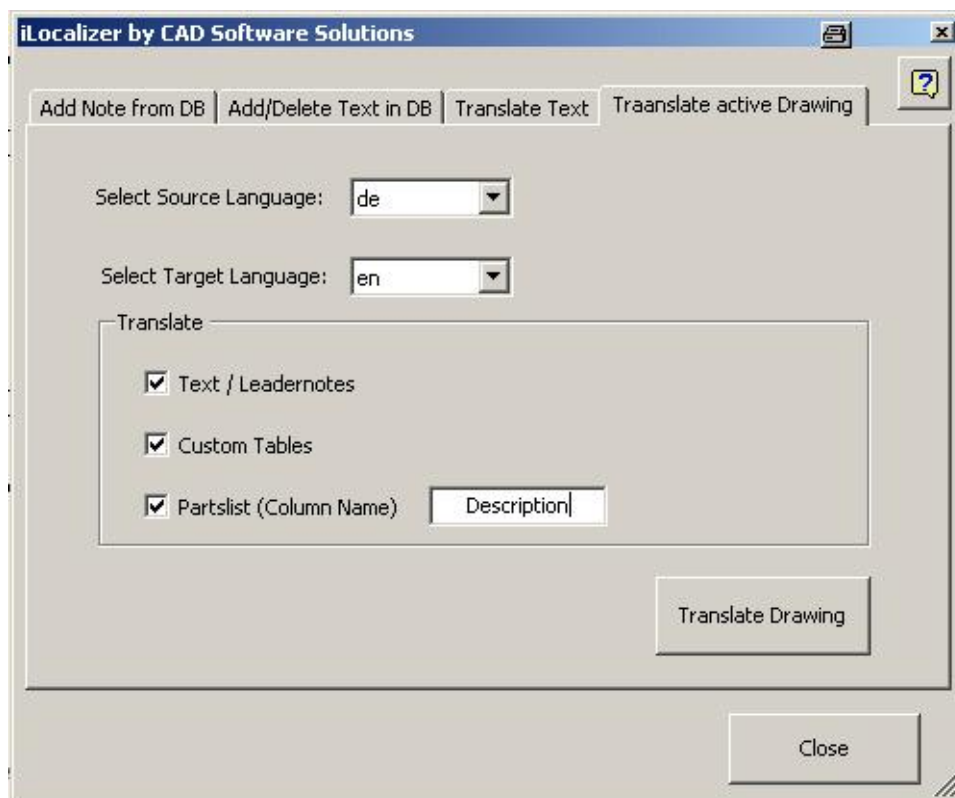 iLocalizer by CAD Software Solutions
?
Add Note from DB
Add/Delete Text in DB
Translate Text
Traanslate active Drawing
Select Source Language:
de
Select Target Language:
en
Translate
Text / Leadernotes
Custom Tables
Partslist (Column Name)
Description
Translate Drawing
Close